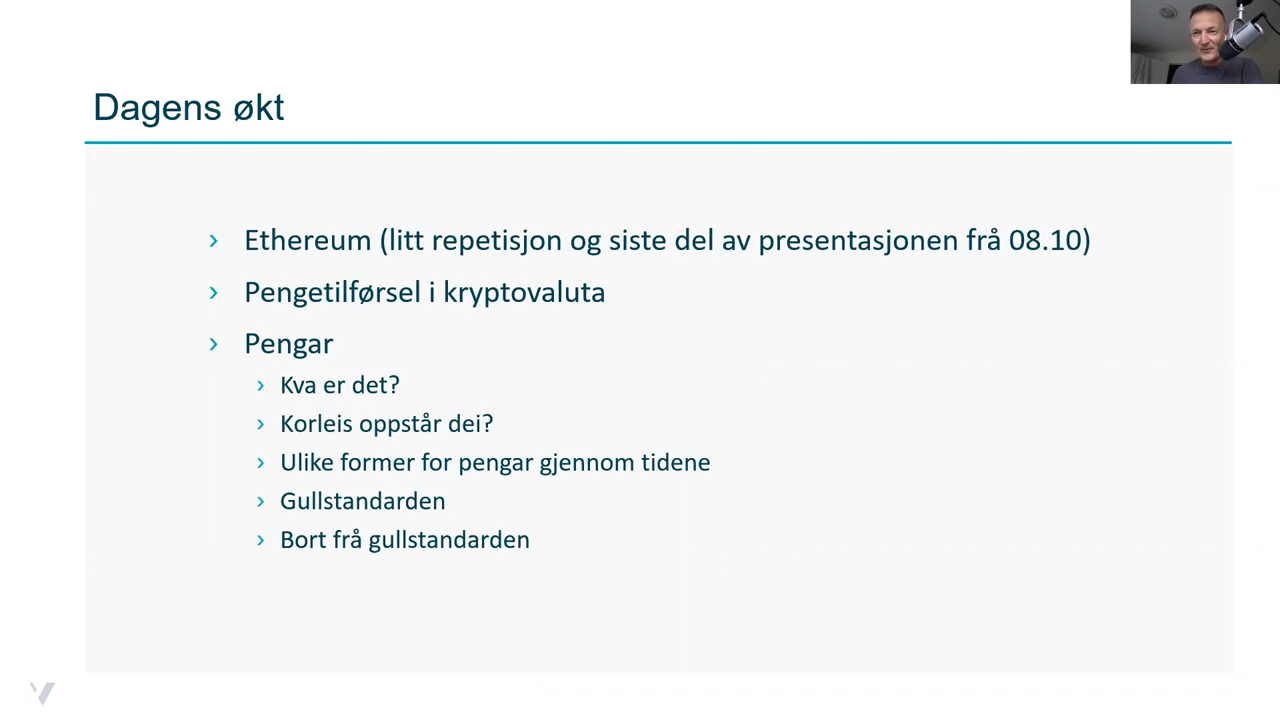 Dagens økt
› Ethereum (litt repetisjon og siste del av presentasjonen frå 08.10)
› Pengetilførsel i kryptovaluta
› Pengar
› Kva er det?
› Korleis oppstår dei?
› Ulike former for pengar gjennom tidene
› Gullstandarden
› Bort frå gullstandarden